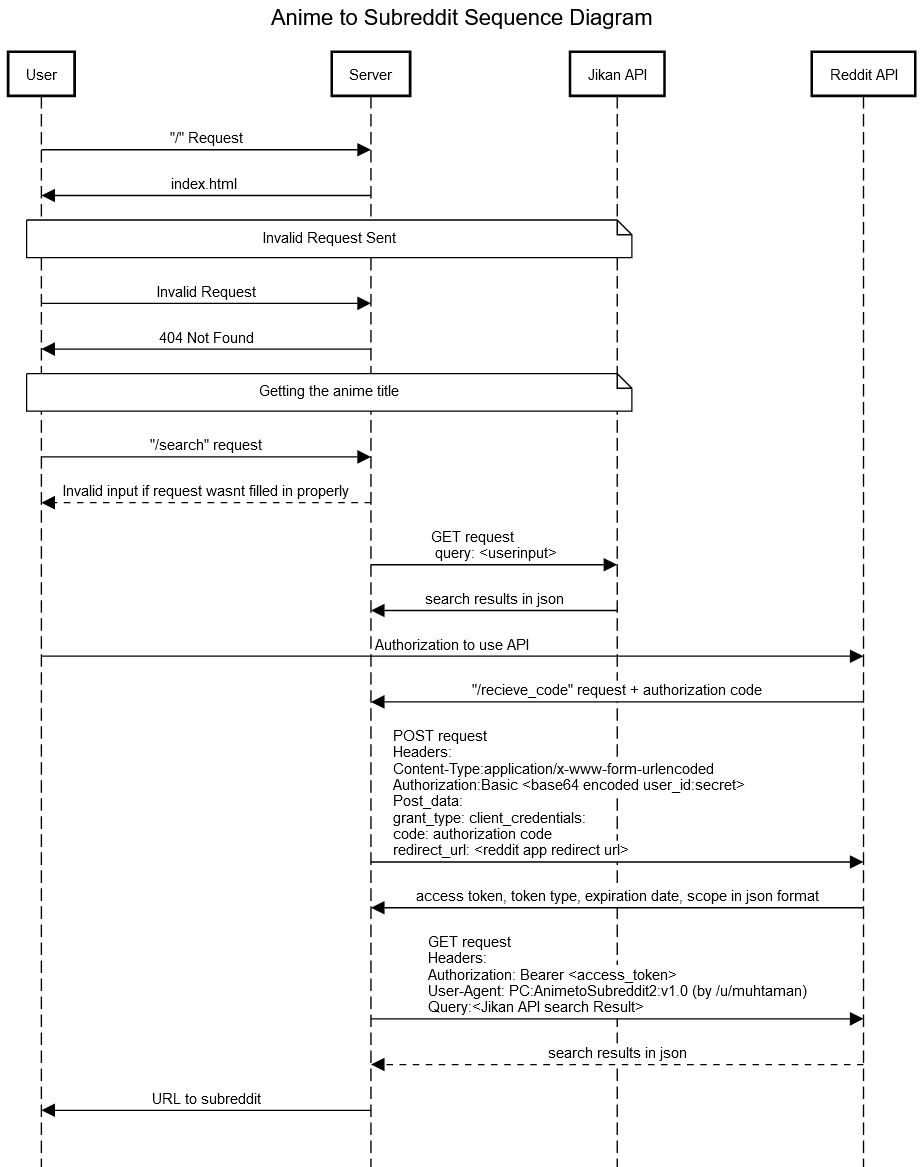 Anime to Subreddit Sequence Diagram
User
Server
Jikan API
Reddit API
"/" Request
index.html
Invalid Request Sent
Invalid Request
404 Not Found
Getting the anime title
"/search" request
Invalid input if request wasnt filled in properly
GET request
query: <userinput>
search results in json
Authorization to use API
"/recieve_code" request + authorization code
POST request
Headers:
Content-Type:application/x-www-form-urlencoded
Authorization:Basic <base64 encoded user_id:secret>
Post_data:
grant_type: client_credentials:
code: authorization code
redirect_url: <reddit app redirect url>
access token, token type, expiration date, scope in json format
GET request
Headers:
Authorization: Bearer <access_token>
User-Agent: PC:AnimetoSubreddit2:v1.0 (by /u/muhtaman)
Query:<Jikan API search Result>
search results in json
URL to subreddit